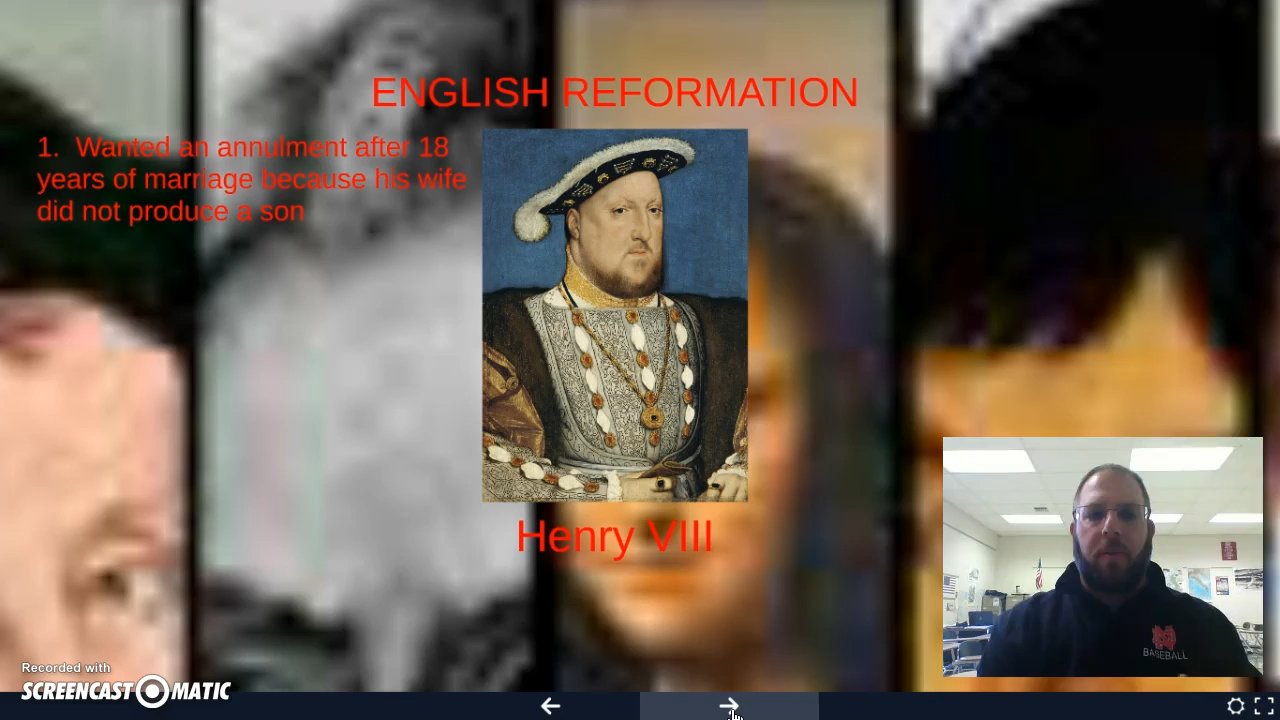 ENGLISH REFORMATION
1. Wanted an annulment after 18
years of marriage because his wife
did not produce a son
Henry VIII
BASEBALL
Recorded with
SCREENCAST MATIC